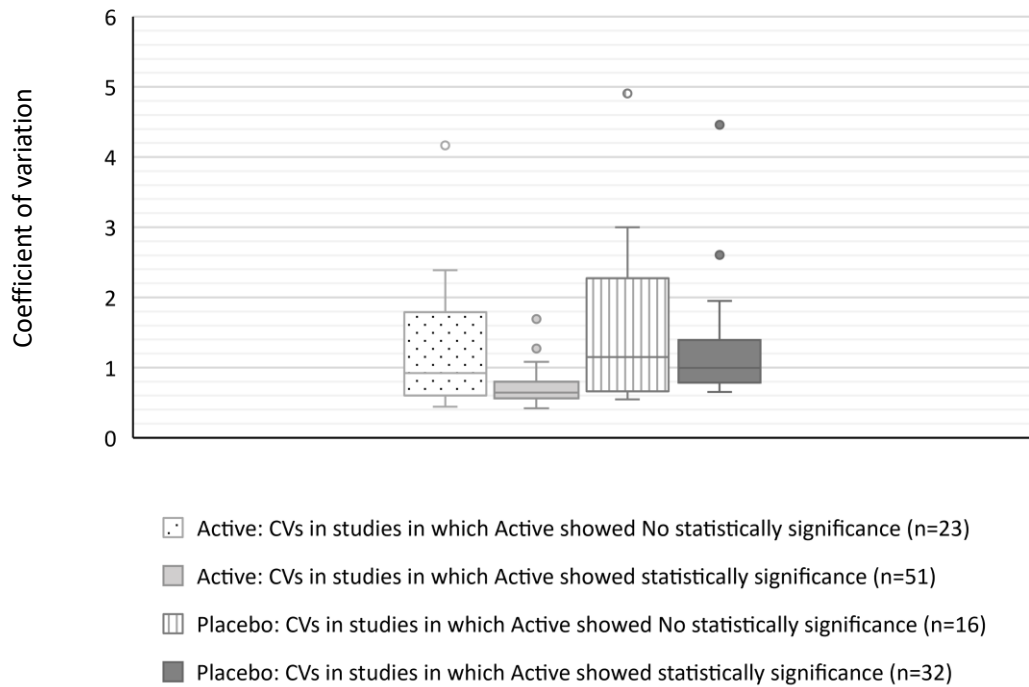 Coefficient of variation
6
5
4
3
2
1
0
Active: CVs in studies in which Active showed No statistically significance (n=23)
Active: CVs in studies in which Active showed statistically significance (n=51)
Placebo: CVs in studies in which Active showed No statistically significance (n=16)
Placebo: CVs in studies in which Active showed statistically significance (n=32)